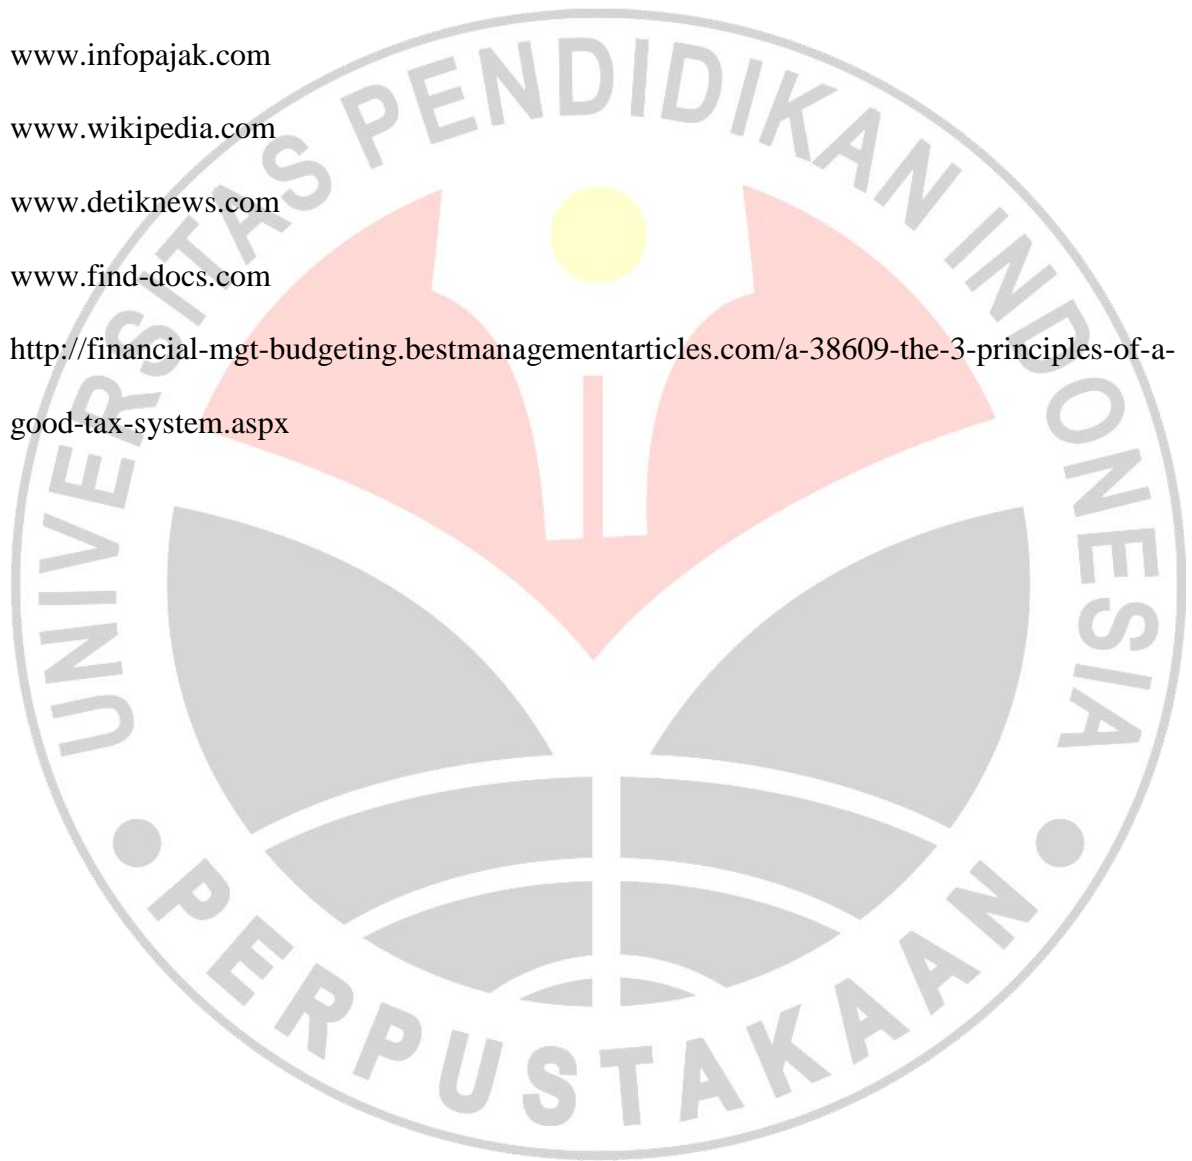 www.infopajak.com
www.wikipedia.com
www.detiknews.com
www.find-docs.com
http://financial-mgt-budgeting.bestmanagementarticles.com/a-38609-the-3-principles-of-a-
good-tax-system.aspx
UNIVERSITAS PENDIDIKAN INDONESIA
PERPUSTAKAAN